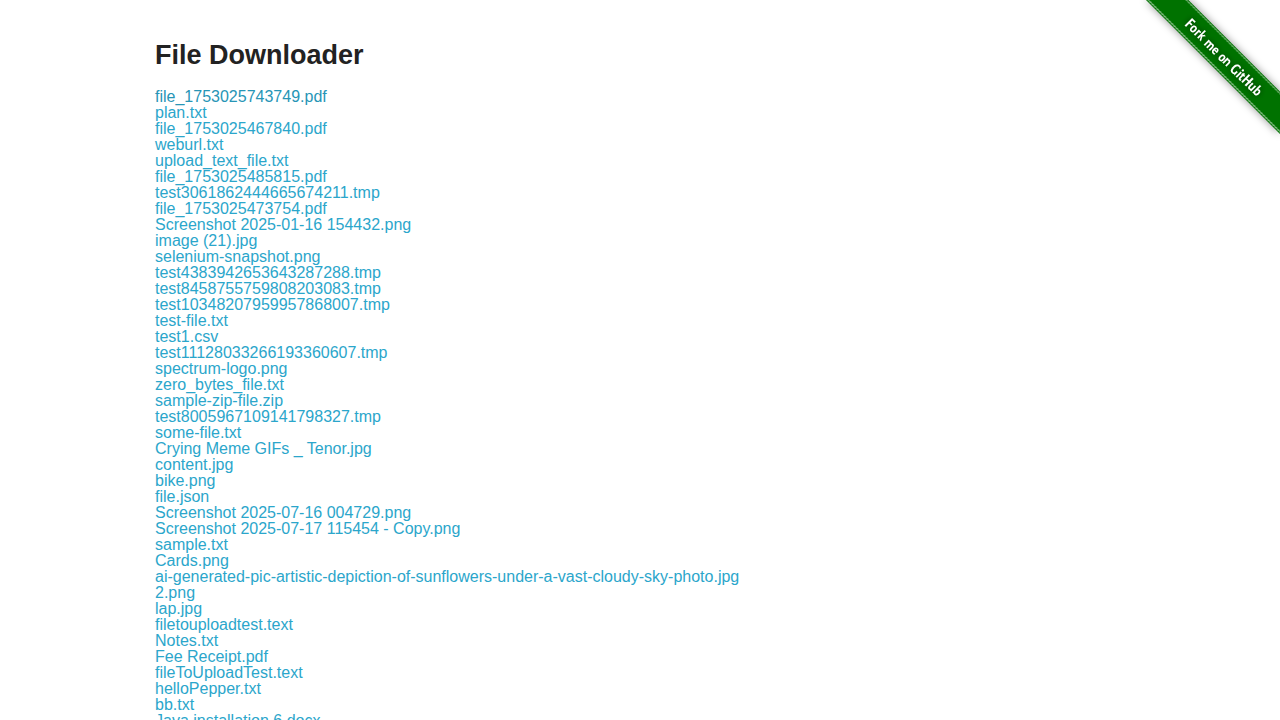 Fork me on GitHub
File Downloader
file_1753025743749.pdf
plan.txt
file_1753025467840.pdf
weburl.txt
upload_text_file.txt
file_1753025485815.pdf
test3061862444665674211.tmp
file_1753025473754.pdf
Screenshot 2025-01-16 154432.png
image (21).jpg
selenium-snapshot.png
test4383942653643287288.tmp
test8458755759808203083.tmp
test10348207959957868007.tmp
test-file.txt
test1.csv
test11128033266193360607.tmp
spectrum-logo.png
zero_bytes_file.txt
sample-zip-file.zip
test8005967109141798327.tmp
some-file.txt
Crying Meme GIFs _ Tenor.jpg
content.jpg
bike.png
file.json
Screenshot 2025-07-16 004729.png
Screenshot 2025-07-17 115454 - Copy.png
sample.txt
Cards.png
ai-generated-pic-artistic-depiction-of-sunflowers-under-a-vast-cloudy-sky-photo.jpg
2.png
lap.jpg
filetouploadtest.text
Notes.txt
Fee Receipt.pdf
fileToUploadTest.text
helloPepper.txt
bb.txt
Java installation 6.docx